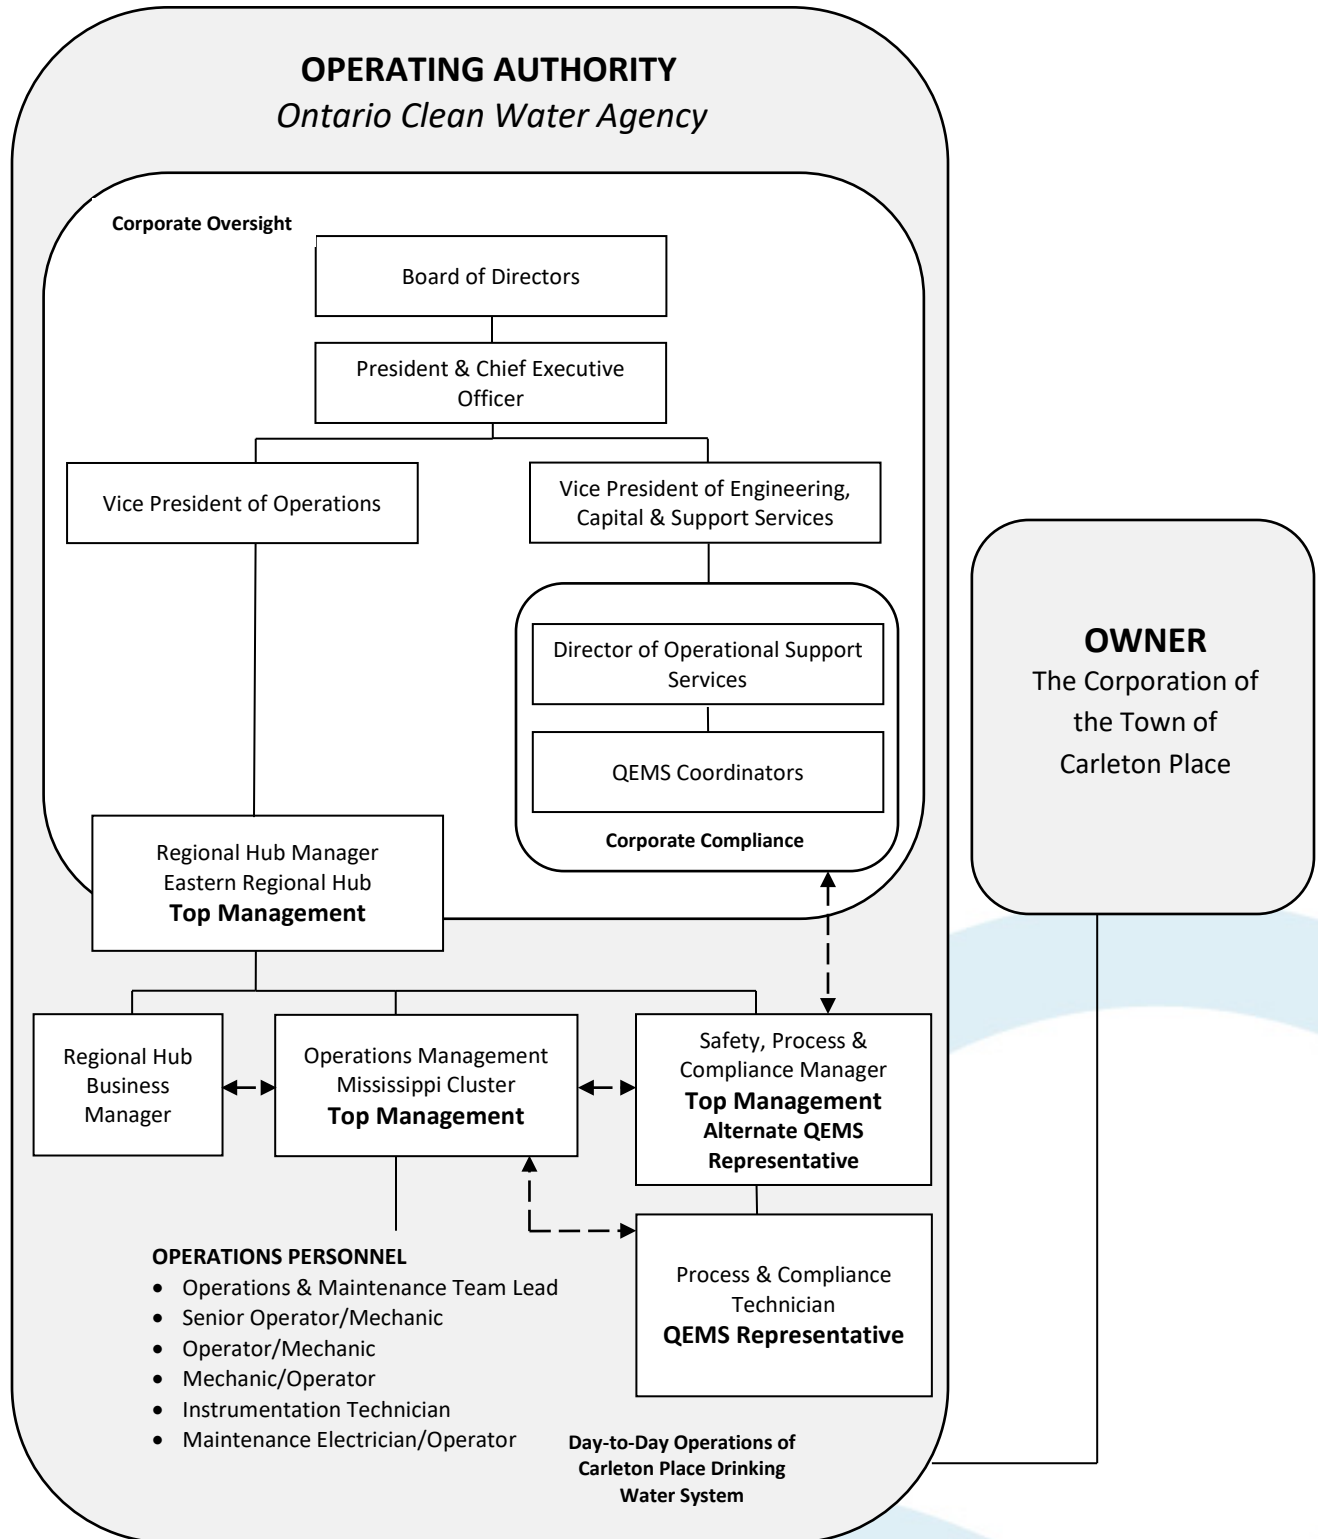 OPERATING AUTHORITY
Ontario Clean Water Agency
Corporate Oversight
Board of Directors
President & Chief Executive
Officer
Vice President of Operations
Vice President of Engineering,
Capital & Support Services
Director of Operational Support
Services
QEMS Coordinators
Corporate Compliance
OWNER
The Corporation of
the Town of
Carleton Place
Regional Hub Manager
Eastern Regional Hub
Top Management
Regional Hub
Business
Manager
Operations Management
Mississippi Cluster
Top Management
Safety, Process &
Compliance Manager
Top Management
Alternate QEMS
Representative
OPERATIONS PERSONNEL
• Operations & Maintenance Team Lead
• Senior Operator/Mechanic
• Operator/Mechanic
• Mechanic/Operator
• Instrumentation Technician
• Maintenance Electrician/Operator
Process & Compliance
Technician
QEMS Representative
Day-to-Day Operations of
Carleton Place Drinking
Water System